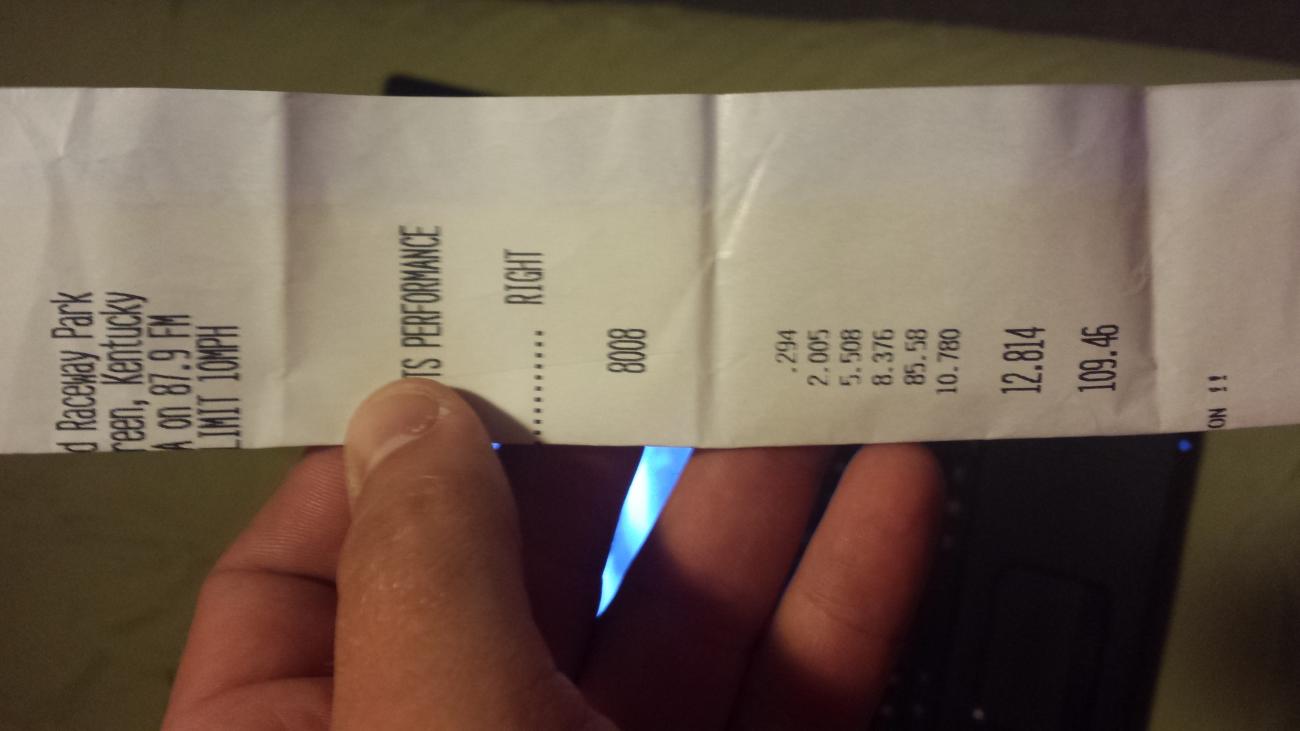 d Raceway Park
reen, Kentucky
A on 87.9 FM
LIMIT 10MPH
TS PERFORMANCE
.......... RIGHT
8008
.294
2.005
5.508
8.376
85.58
10.780
12.814
109.46
ON !!